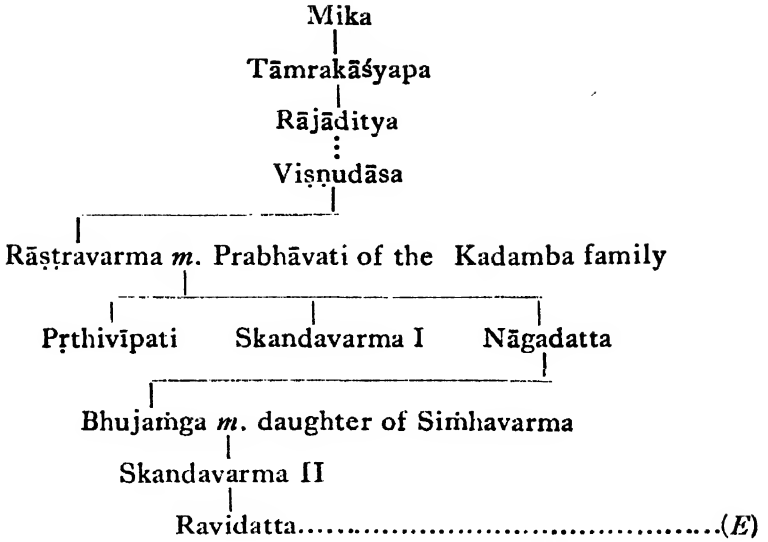 Mika
Tāmrakāśyapa
Rājāditya
Viṣṇudāsa
Rāṣṭravarma m. Prabhāvati of the Kadamba family
Pṛthivīpati Skandavarma I Nāgadatta
Bhujaṁga m. daughter of Siṁhavarma
Skandavarma II
Ravidatta.............................................(E)